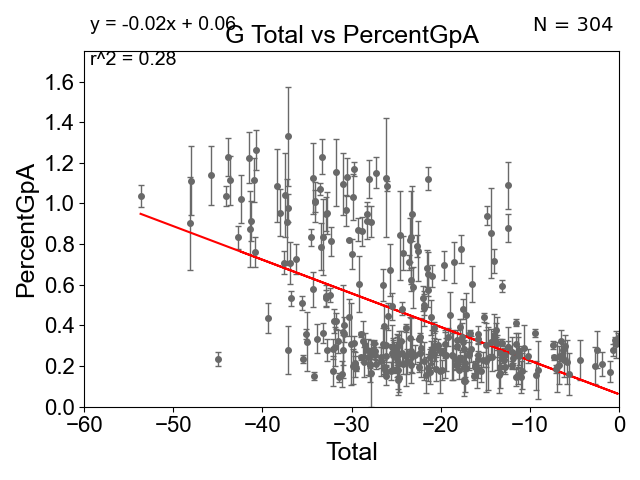 y = -0.02x + 0.06
G Total vs PercentGpA
N = 304
r^2 = 0.28
PercentGpA
1.6
1.4
1.2
1.0
0.8
0.6
0.4
0.2
0.0
−60
−50
−40
−30
−20
−10
0
Total